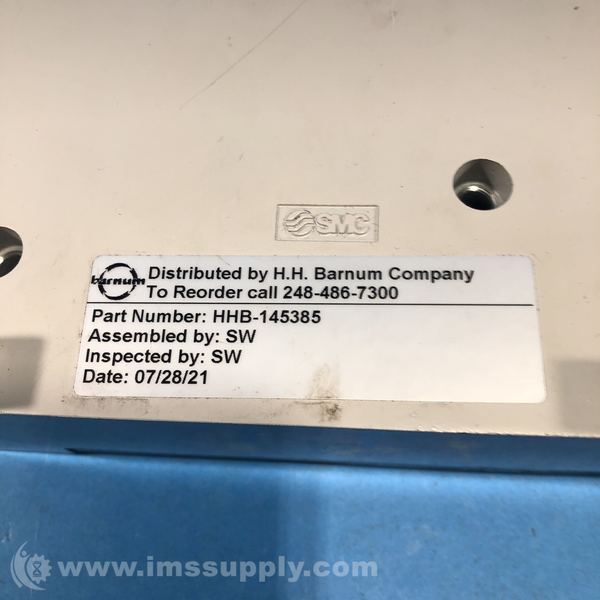 SMC
barnum
Distributed by H.H. Barnum Company
To Reorder call 248-486-7300
Part Number: HHB-145385
Assembled by: SW
Inspected by: SW
Date: 07/28/21
www.imssupply.com